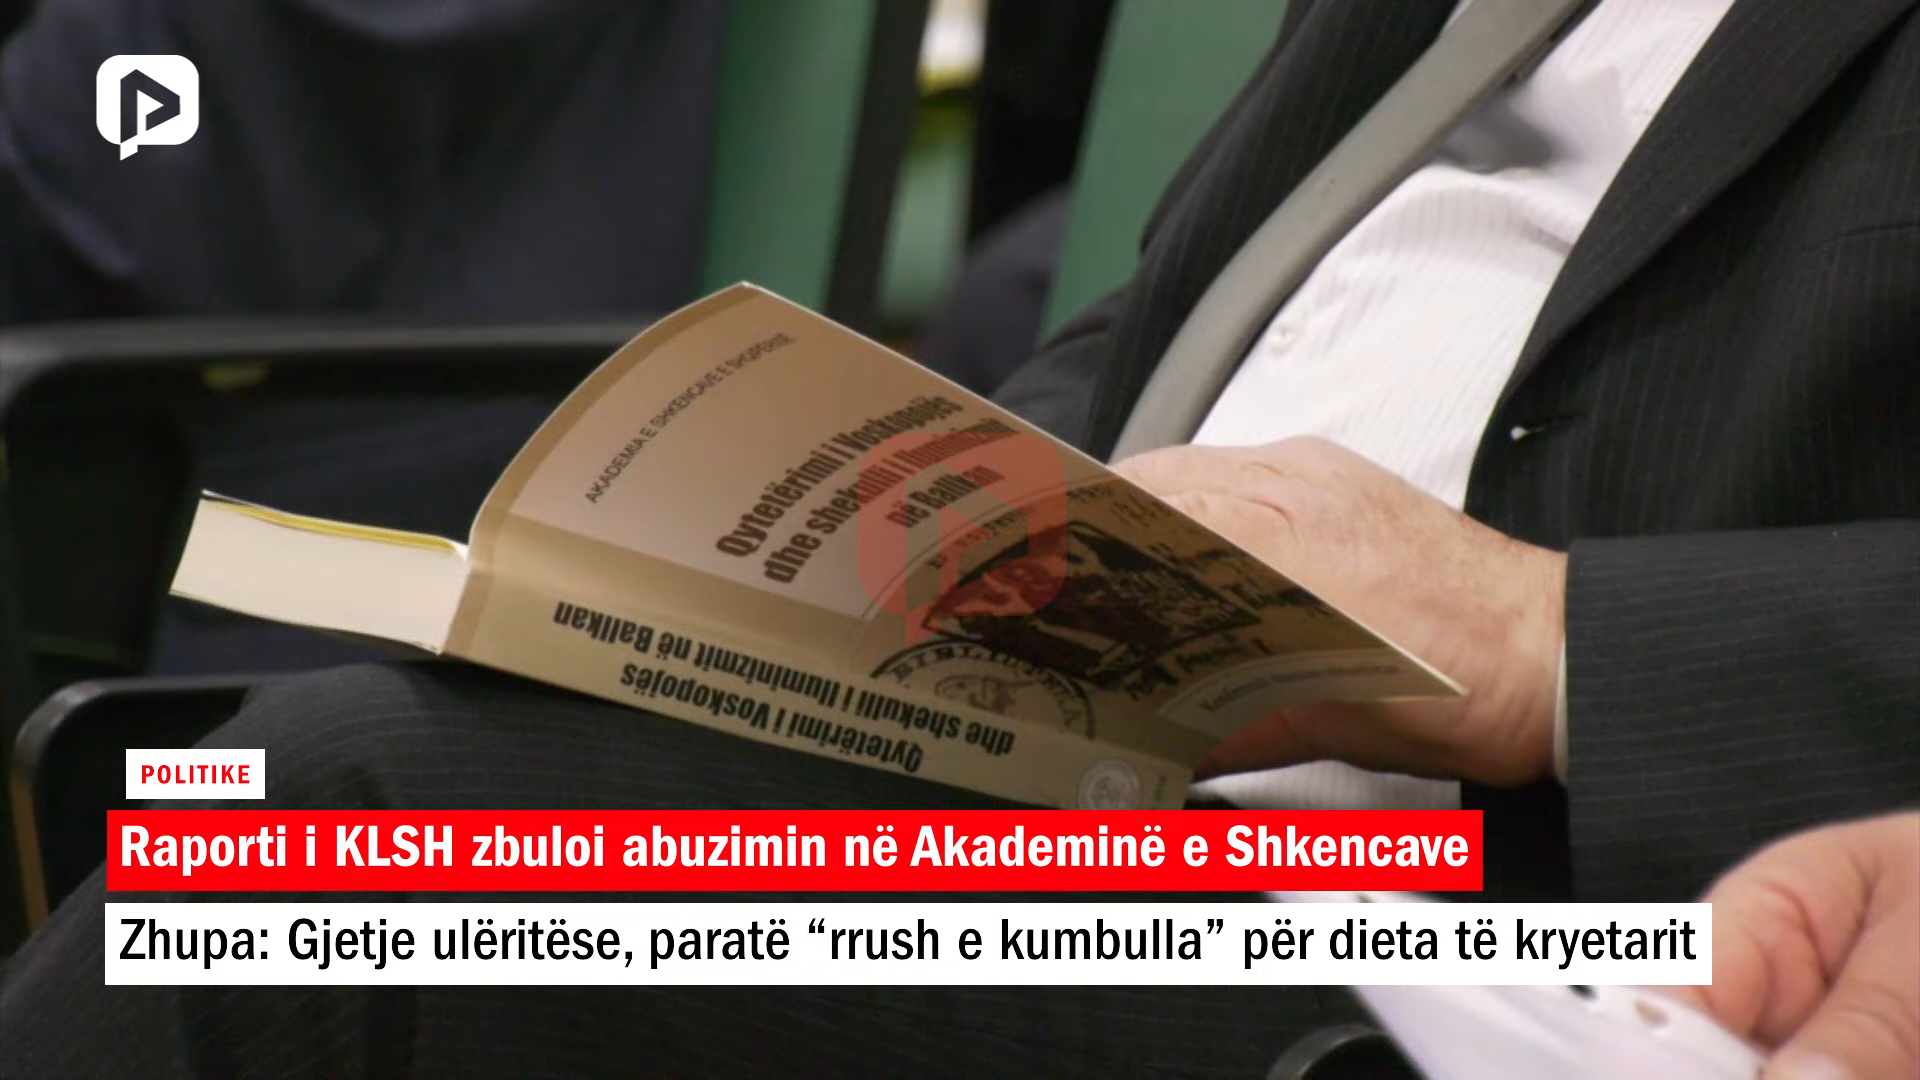 AKADEMIA E SHKENCAVE E SHQIPËRISË
Qytetërimi i Voskopojës
dhe shekulli i Iluminizmit
në Ballkan
Qytetërimi i Voskopojës
dhe shekulli i Iluminizmit në Ballkan
POLITIKE
Raporti i KLSH zbuloi abuzimin në Akademinë e Shkencave
Zhupa: Gjetje ulëritëse, paratë “rrush e kumbulla” për dieta të kryetarit